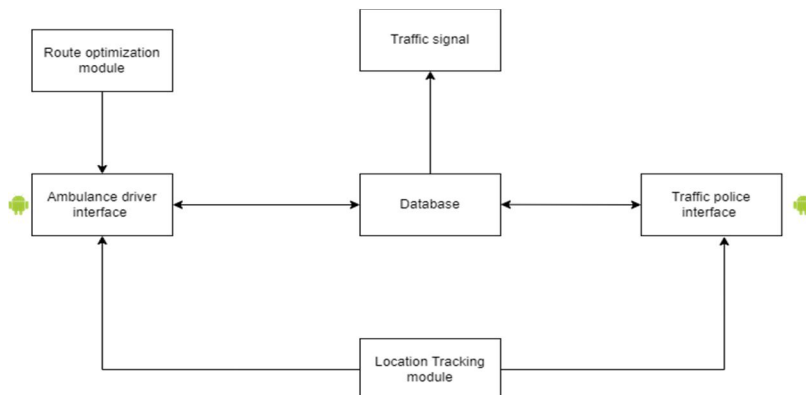 Traffic signal
Route optimization
module
Ambulance driver
interface
Database
Traffic police
interface
Location Tracking
module